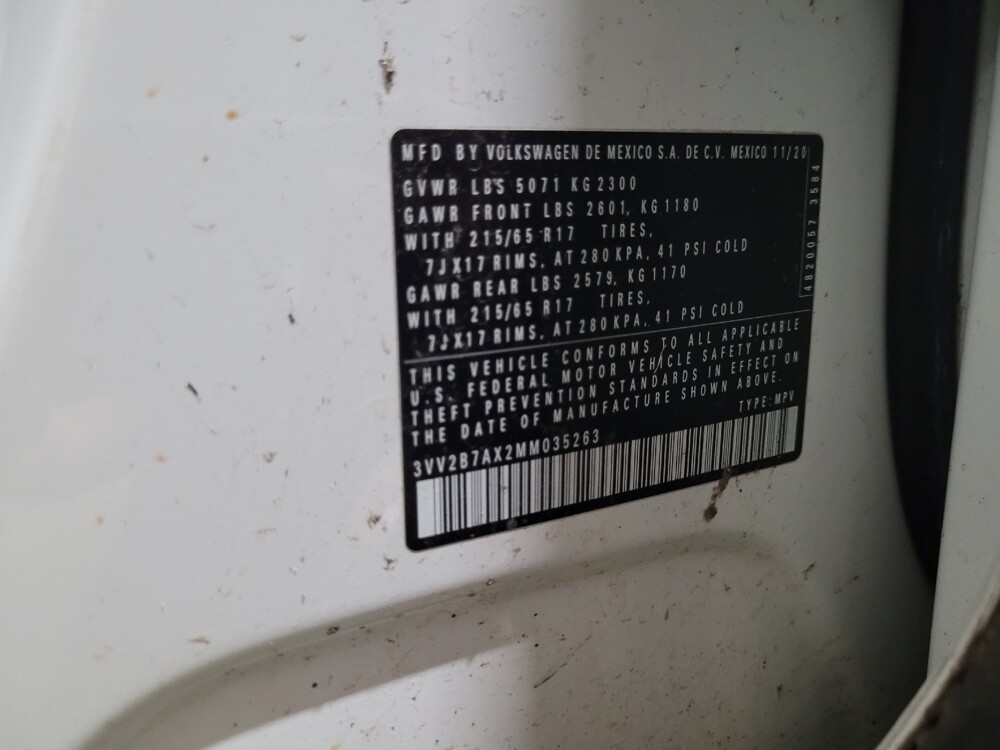 MFD BY VOLKSWAGEN DE MEXICO S.A. DE C.V. MEXICO 11/20
GVWR LBS 5071 KG 2300
GAWR FRONT LBS 2601, KG 1180
WITH 215/65 R17 TIRES,
7JX17 RIMS, AT 280 KPA, 41 PSI COLD
GAWR REAR LBS 2579, KG 1170
WITH 215/65 R17 TIRES,
7JX17 RIMS, AT 280 KPA, 41 PSI COLD
4820057 3584
THIS VEHICLE CONFORMS TO ALL APPLICABLE
U.S. FEDERAL MOTOR VEHICLE SAFETY AND
THEFT PREVENTION STANDARDS IN EFFECT ON
THE DATE OF MANUFACTURE SHOWN ABOVE.
TYPE: MPV
3VV2B7AX2MM035263